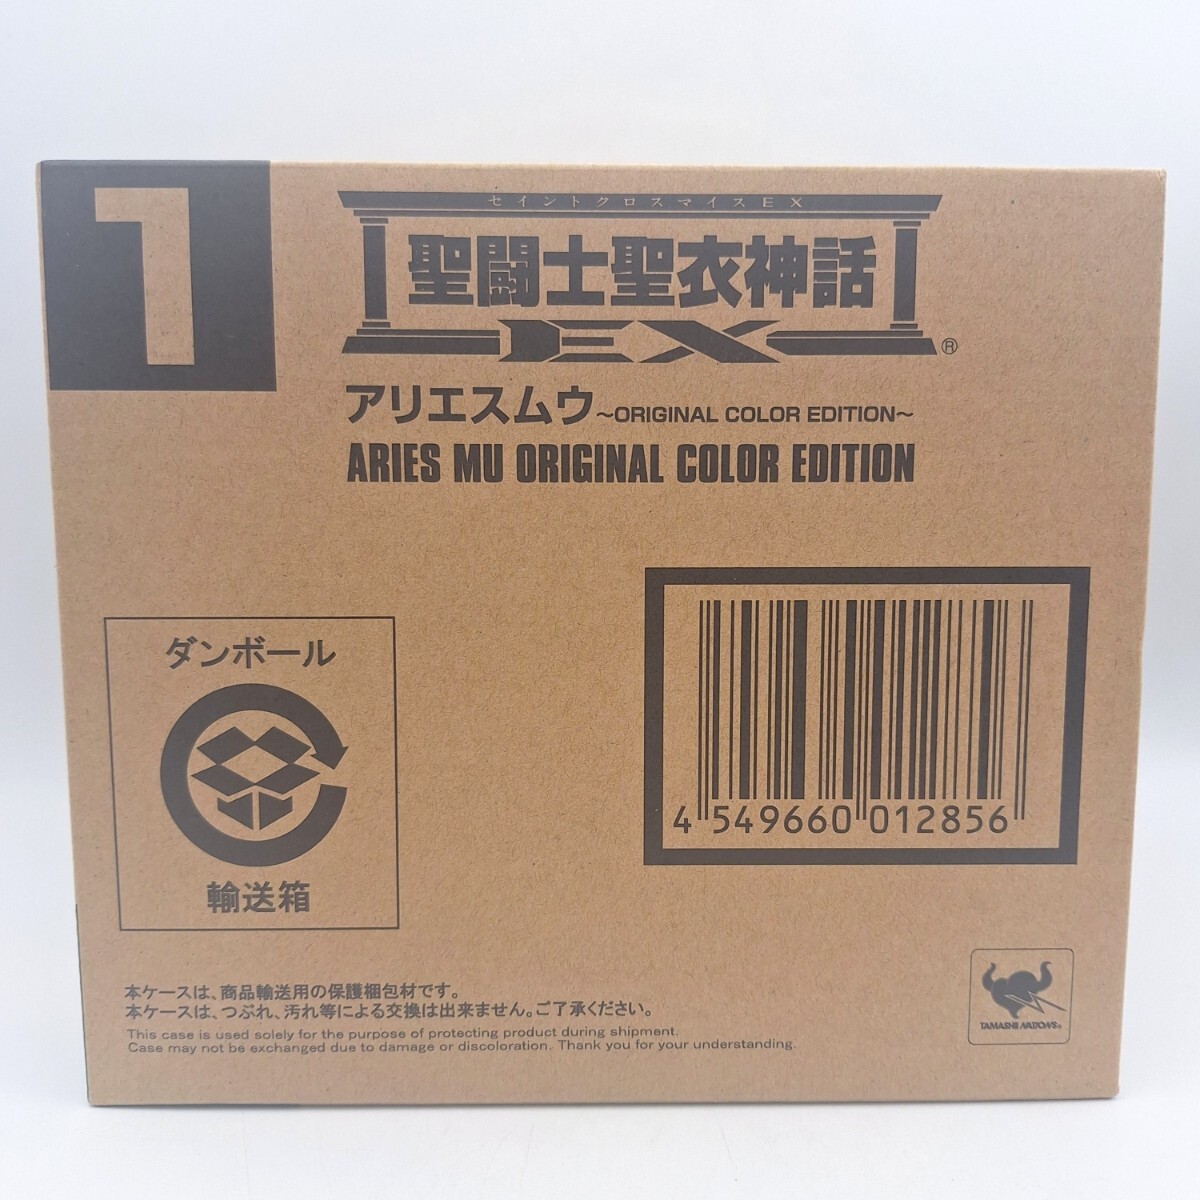 1
セイントクロスマイスEX
聖闘士聖衣神話
EX®
アリエスムウ~ORIGINAL COLOR EDITION~
ARIES MU ORIGINAL COLOR EDITION
ダンボール
輸送箱
4 549660 012856
本ケースは、商品輸送用の保護梱包材です。
本ケースは、つぶれ、汚れ等による交換は出来ません。ご了承ください。
This case is used solely for the purpose of protecting product during shipment.
Case may not be exchanged due to damage or discoloration. Thank you for your understanding.
TAMASHII NATIONS®